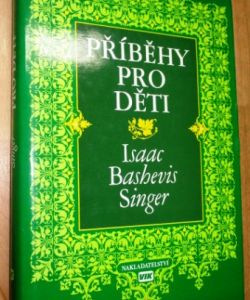 PŘÍBĚHY
PRO
DĚTI
Isaac
Bashevis
Singer
NAKLADATELSTVÍ
VIK